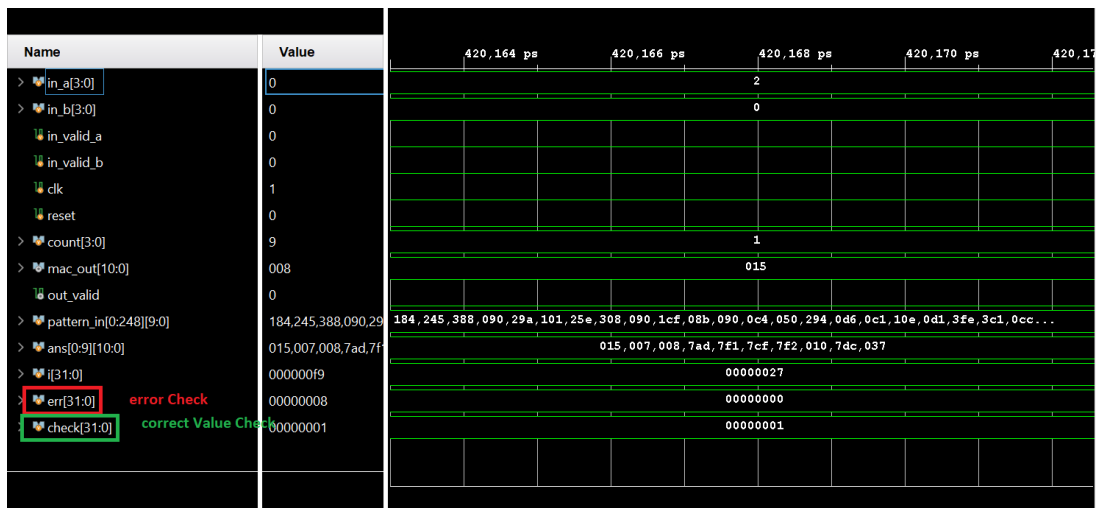 420,164 ps 420,166 ps 420,168 ps 420,170 ps 420,17
Name Value
in_a[3:0] 0 2
in_b[3:0] 0 0
in_valid_a 0
in_valid_b 0
clk 1
reset 0
count[3:0] 9 1
mac_out[10:0] 008 015
out_valid 0
pattern_in[0:248][9:0] 184,245,388,090,29 184,245,388,090,29a,101,25e,308,090,1cf,08b,090,0c4,050,294,0d6,0c1,10e,0d1,3fe,3c1,0cc...
ans[0:9][10:0] 015,007,008,7ad,7f 015,007,008,7ad,7f1,7cf,7f2,010,7dc,037
i[31:0] 000000f9 00000027
err[31:0] error Check 00000008 00000000
check[31:0] correct Value Check 00000001 00000001